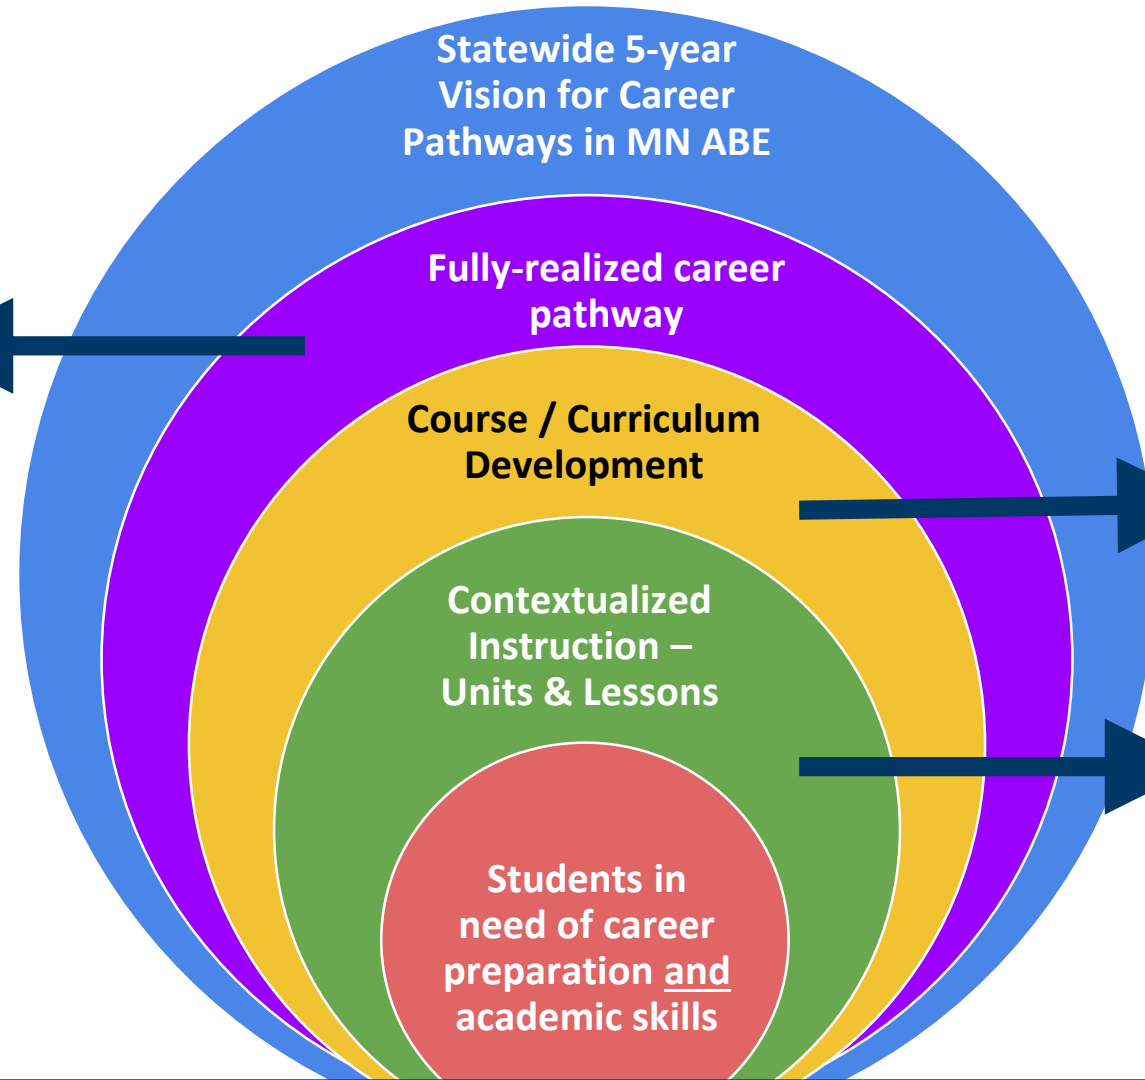 Statewide 5-year
Vision for Career
Pathways in MN ABE
Fully-realized career
pathway
Course / Curriculum
Development
Contextualized
Instruction –
Units & Lessons
Students in
need of career
preparation and
academic skills